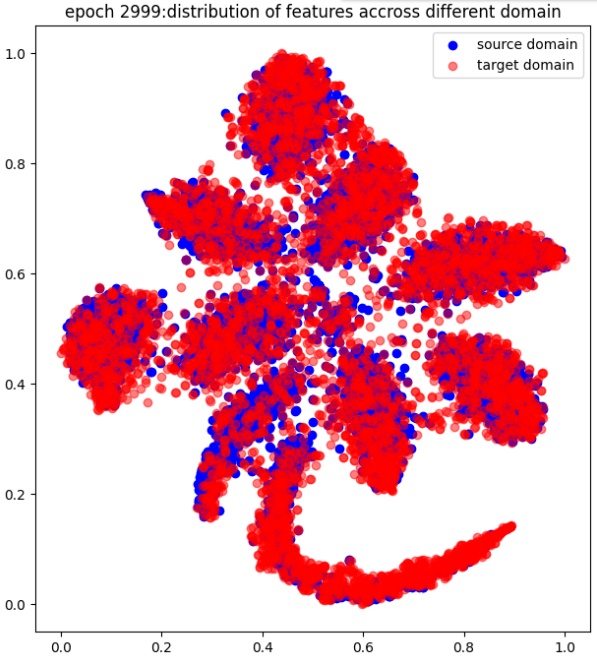 epoch 2999:distribution of features accross different domain
source domain
target domain
1.0
0.8
0.6
0.4
0.2
0.0
0.0 0.2 0.4 0.6 0.8 1.0